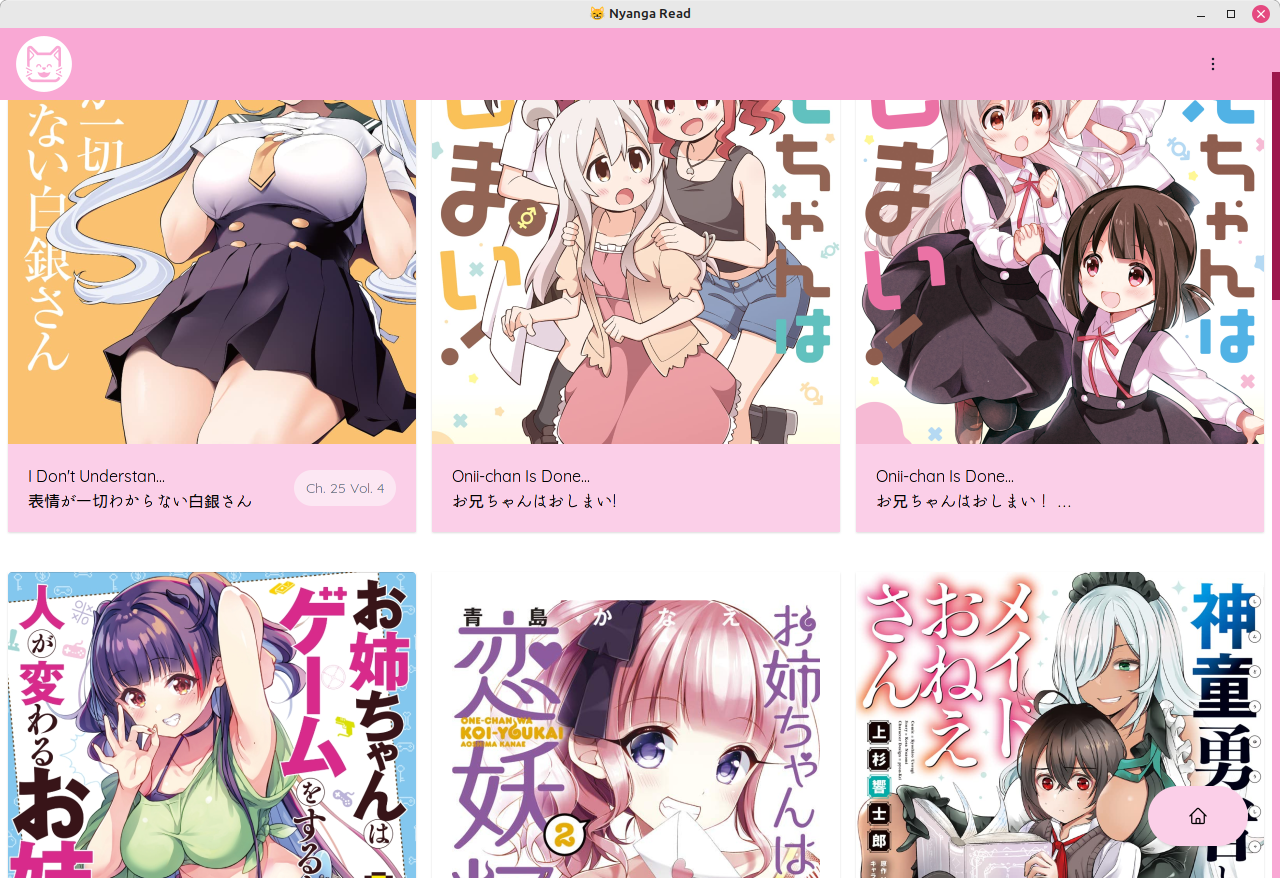 Nyanga Read
ない白銀さん
が一切
まい!
ちゃんは
まい!
ちゃんは
I Don't Understan...
表情が一切わからない白銀さん
Ch. 25 Vol. 4
Onii-chan Is Done...
お兄ちゃんはおしまい!
Onii-chan Is Done...
お兄ちゃんはおしまい！ ...
お姉ちゃんは
ゲームをする
人が変わるお姉
青島かなえ
お姉ちゃんは
恋妖怪
ONE-CHAN WA
KOI-YOUKAI
AOSHIMA KANAE
2
神童勇者
メイド
おねえ
さん
上杉響士郎